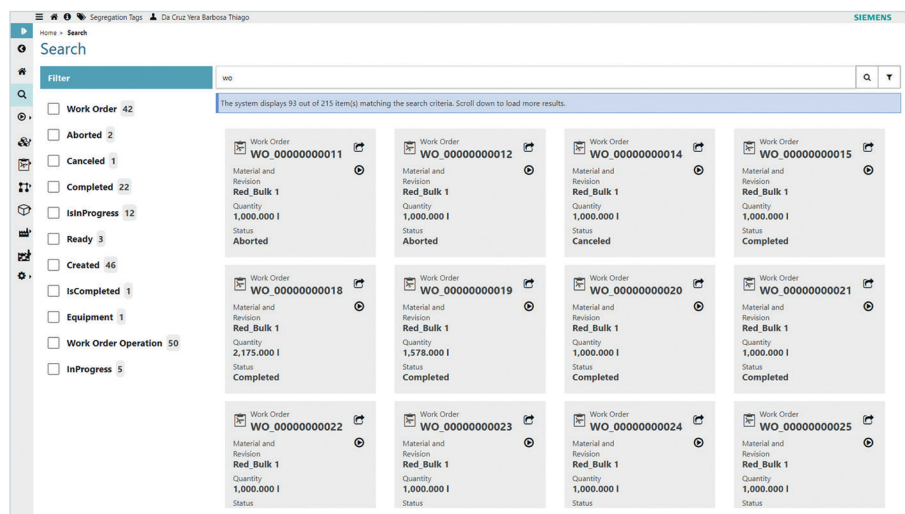 Segregation Tags Da Cruz Yera Barbosa Thiago SIEMENS
Home > Search
Search
Filter
Work Order 42
Aborted 2
Canceled 1
Completed 22
IsInProgress 12
Ready 3
Created 46
IsCompleted 1
Equipment 1
Work Order Operation 50
InProgress 5
wo
The system displays 93 out of 215 item(s) matching the search criteria. Scroll down to load more results.
Work Order
WO_00000000011
Material and
Revision
Red_Bulk 1
Quantity
1,000.000 l
Status
Aborted
Work Order
WO_00000000012
Material and
Revision
Red_Bulk 1
Quantity
1,000.000 l
Status
Aborted
Work Order
WO_00000000014
Material and
Revision
Red_Bulk 1
Quantity
1,000.000 l
Status
Canceled
Work Order
WO_00000000015
Material and
Revision
Red_Bulk 1
Quantity
1,000.000 l
Status
Completed
Work Order
WO_00000000018
Material and
Revision
Red_Bulk 1
Quantity
2,175.000 l
Status
Completed
Work Order
WO_00000000019
Material and
Revision
Red_Bulk 1
Quantity
1,578.000 l
Status
Completed
Work Order
WO_00000000020
Material and
Revision
Red_Bulk 1
Quantity
1,000.000 l
Status
Completed
Work Order
WO_00000000021
Material and
Revision
Red_Bulk 1
Quantity
1,000.000 l
Status
Completed
Work Order
WO_00000000022
Material and
Revision
Red_Bulk 1
Quantity
1,000.000 l
Status
Work Order
WO_00000000023
Material and
Revision
Red_Bulk 1
Quantity
1,000.000 l
Status
Work Order
WO_00000000024
Material and
Revision
Red_Bulk 1
Quantity
1,000.000 l
Status
Work Order
WO_00000000025
Material and
Revision
Red_Bulk 1
Quantity
1,000.000 l
Status